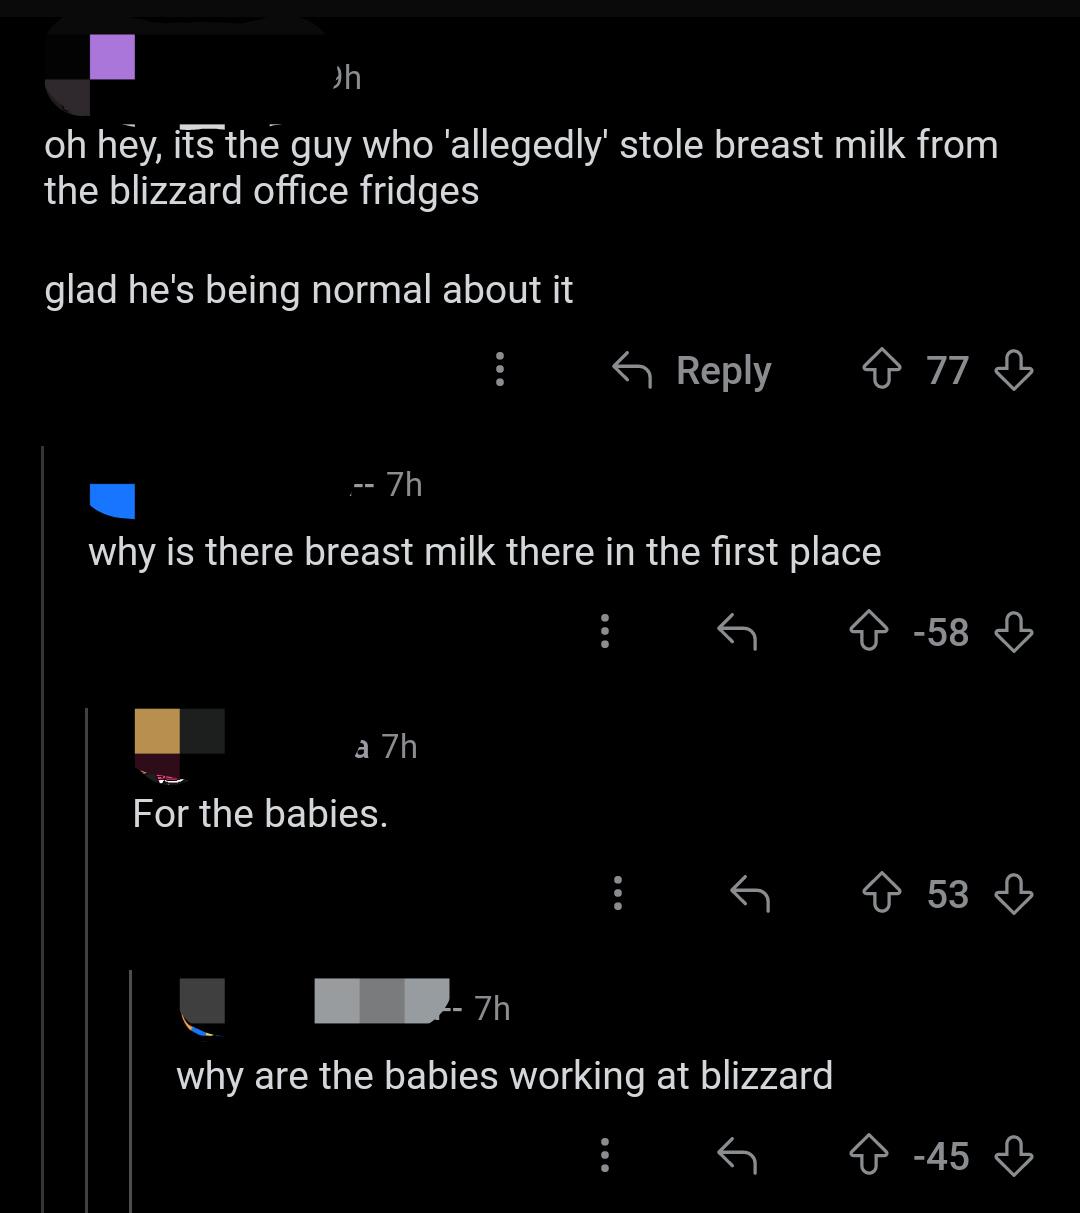 9h
oh hey, its the guy who 'allegedly' stole breast milk from
the blizzard office fridges
glad he's being normal about it
Reply 77
-- 7h
why is there breast milk there in the first place
-58
a 7h
For the babies.
53
-- 7h
why are the babies working at blizzard
-45